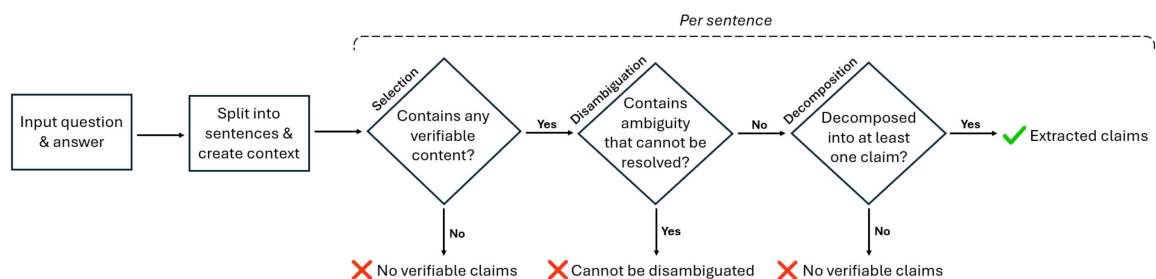 Per sentence
Input question
& answer
Split into
sentences &
create context
Selection
Contains any
verifiable
content?
Yes
No
No verifiable claims
Disambiguation
Contains
ambiguity
that cannot be
resolved?
No
Yes
Cannot be disambiguated
Decomposition
Decomposed
into at least
one claim?
Yes
Extracted claims
No
No verifiable claims